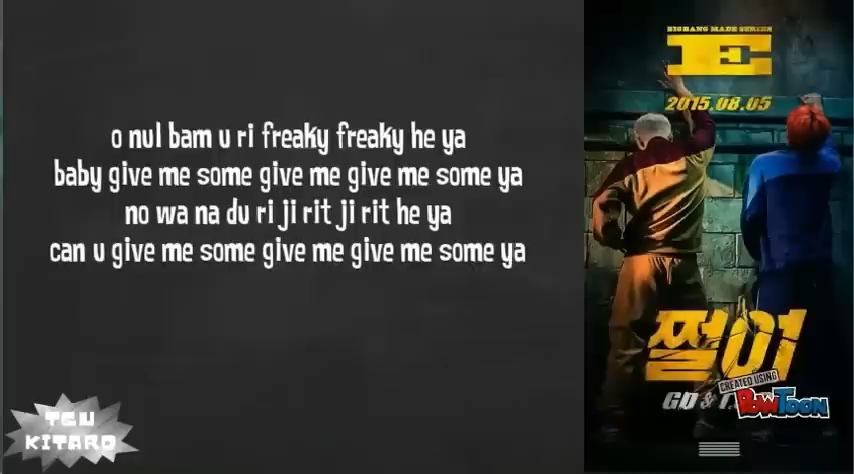 o nul bam u ri freaky freaky he ya
baby give me some give me give me some ya
no wa na du ri ji rit ji rit he ya
can u give me some give me give me some ya
TGU
KITARO
BIGBANG MADE SERIES
E
2015.08.05
쩔어
GD & T.
CREATED USING
POWTOON